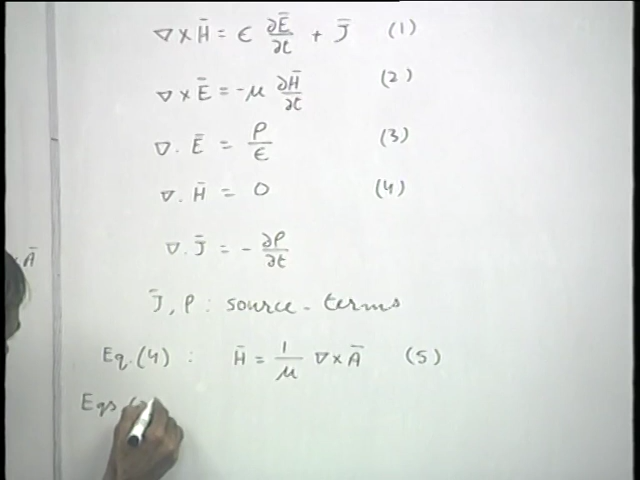 ∇ × H̄ = ϵ ∂Ē/∂t + J̄ (1)
∇ × Ē = -μ ∂H̄/∂t (2)
∇. Ē = ρ/ϵ (3)
∇. H̄ = 0 (4)
∇. J̄ = - ∂ρ/∂t
Ā
J̄, ρ : source-terms
Eq.(4) : H̄ = 1/μ ∇ × Ā (5)
Eqs